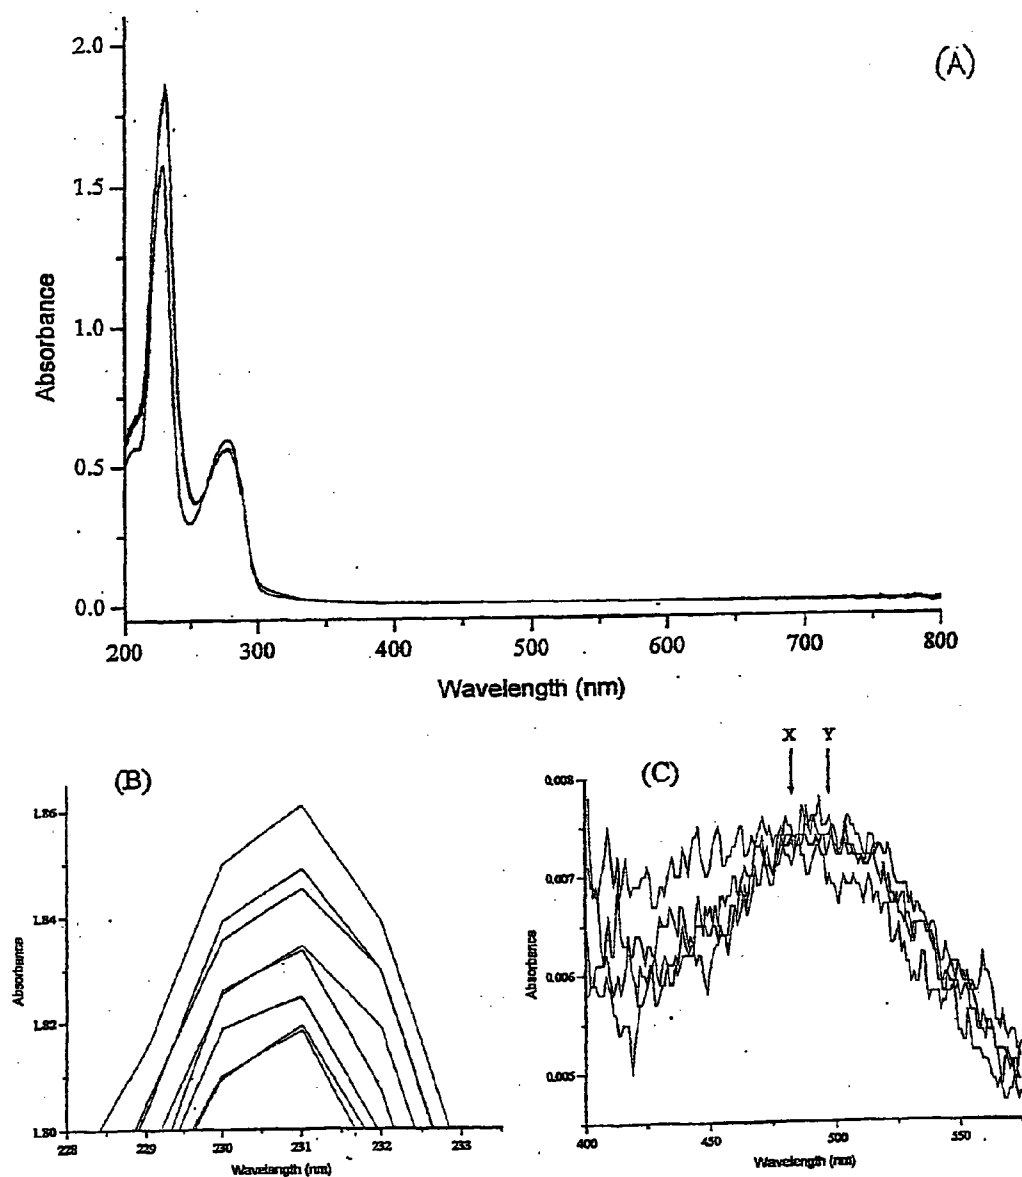 (A)
2.0
1.5
1.0
0.5
0.0
Absorbance
200 300 400 500 600 700 800
Wavelength (nm)
(B)
1.86
1.84
1.82
1.80
Absorbance
228 229 230 231 232 233
Wavelength (nm)
X Y
(C)
0.008
0.007
0.006
0.005
Absorbance
400 450 500 550
Wavelength (nm)